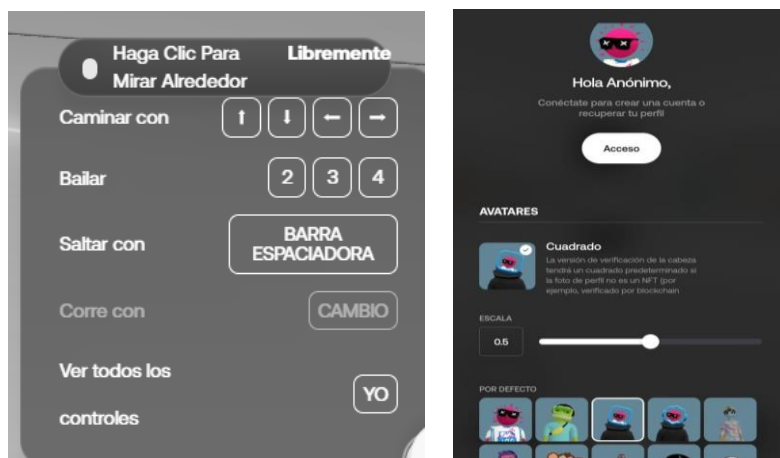 Haga Clic Para Libremente
Mirar Alrededor
Caminar con
Bailar 2 3 4
Saltar con BARRA
ESPACIADORA
Corre con CAMBIO
Ver todos los
controles YO
Hola Anónimo,
Conéctate para crear una cuenta o
recuperar tu perfil
Acceso
AVATARES
Cuadrado
La versión de verificación de la cabeza
tendrá un cuadrado predeterminado si
la foto de perfil no es un NFT (por
ejemplo, verificado por blockchain
ESCALA
0.5
POR DEFECTO